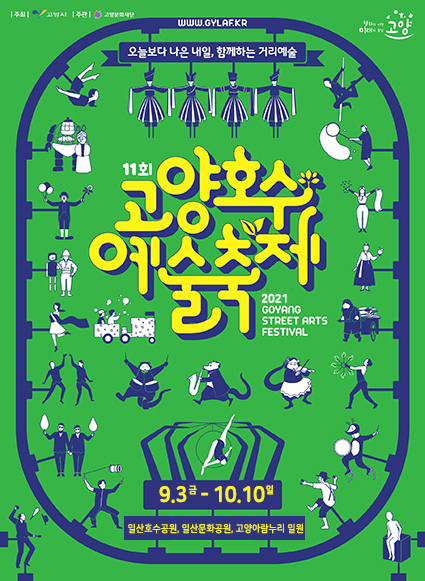 | 주최 | 고양시 | 주관 | 고양문화재단
WWW.GYLAF.KR
고양
오늘보다 나은 내일, 함께하는 거리예술
11회
고양호수
예술축제
2021
GOYANG
STREET ARTS
FESTIVAL
9.3금 - 10.10일
일산호수공원, 일산문화공원, 고양아람누리 일원